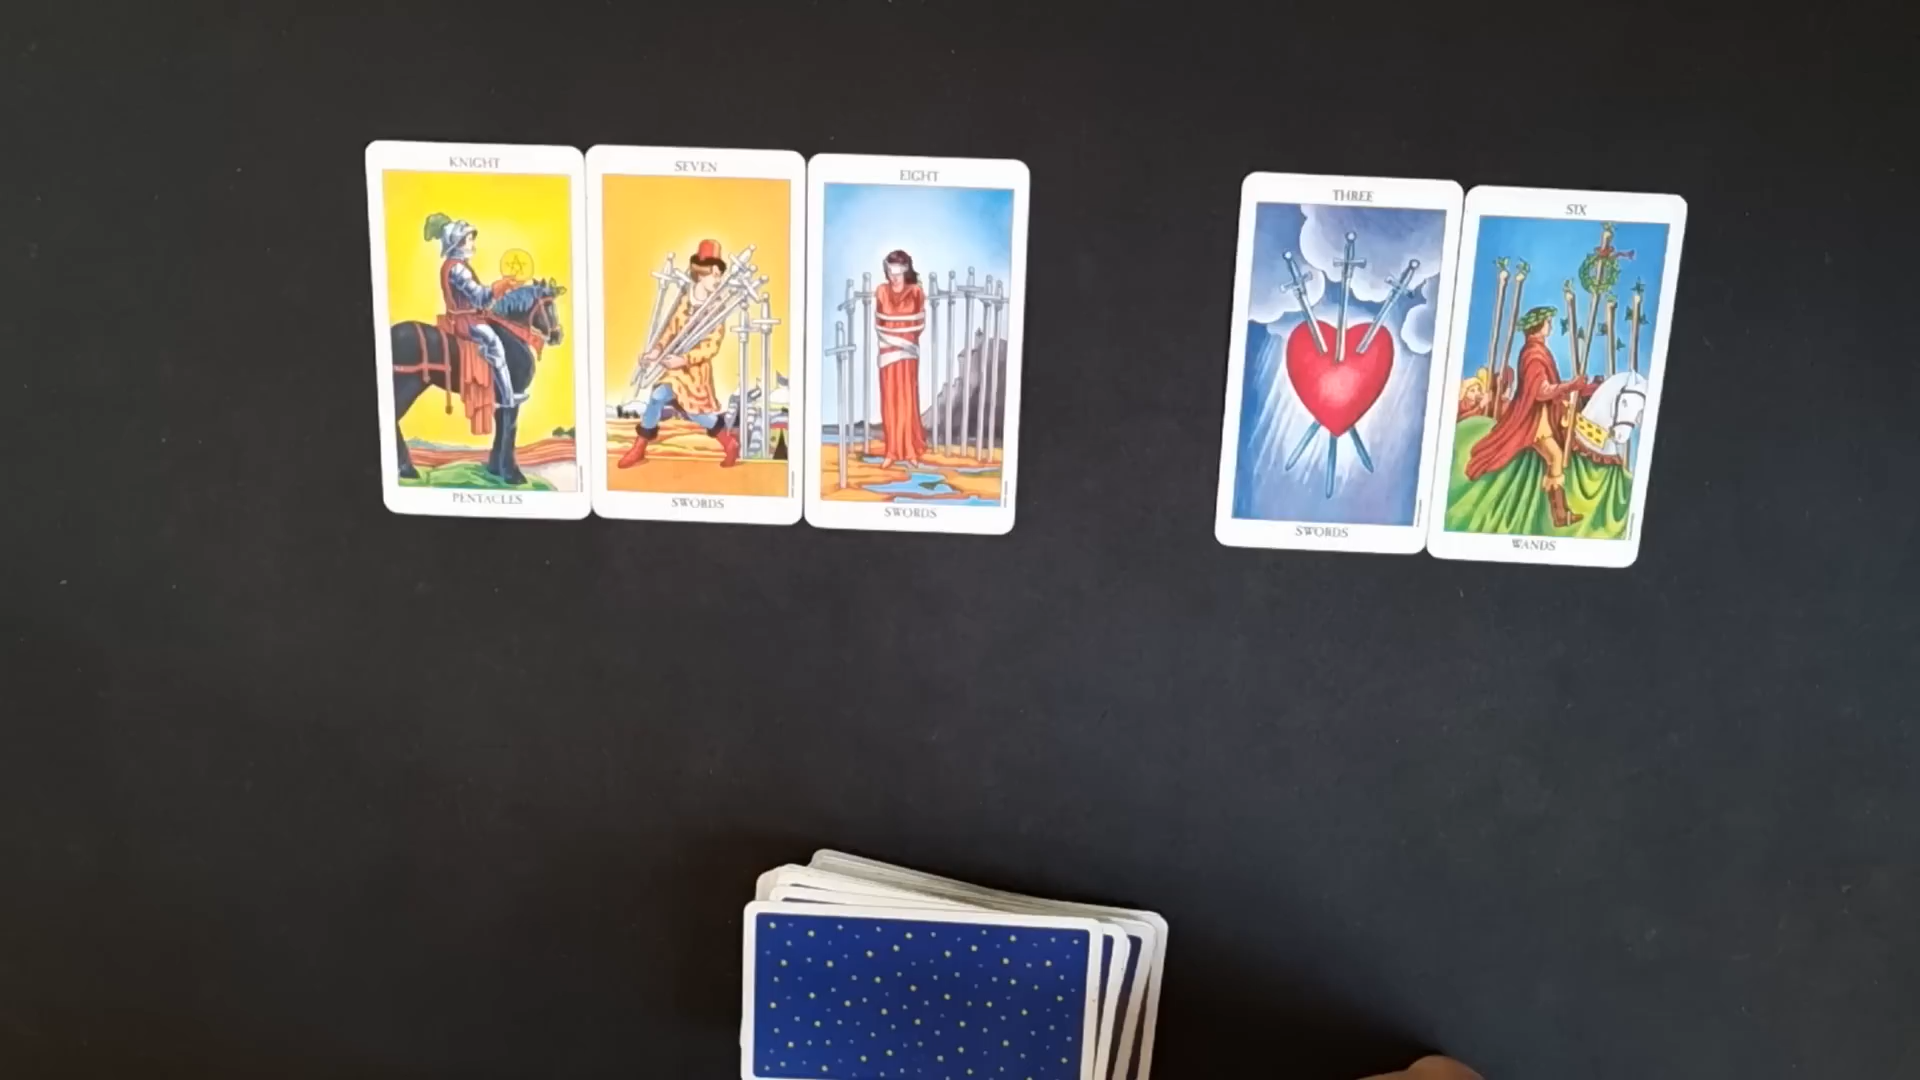 KNIGHT
PENTACLES
SEVEN
SWORDS
EIGHT
SWORDS
THREE
SWORDS
SIX
WANDS